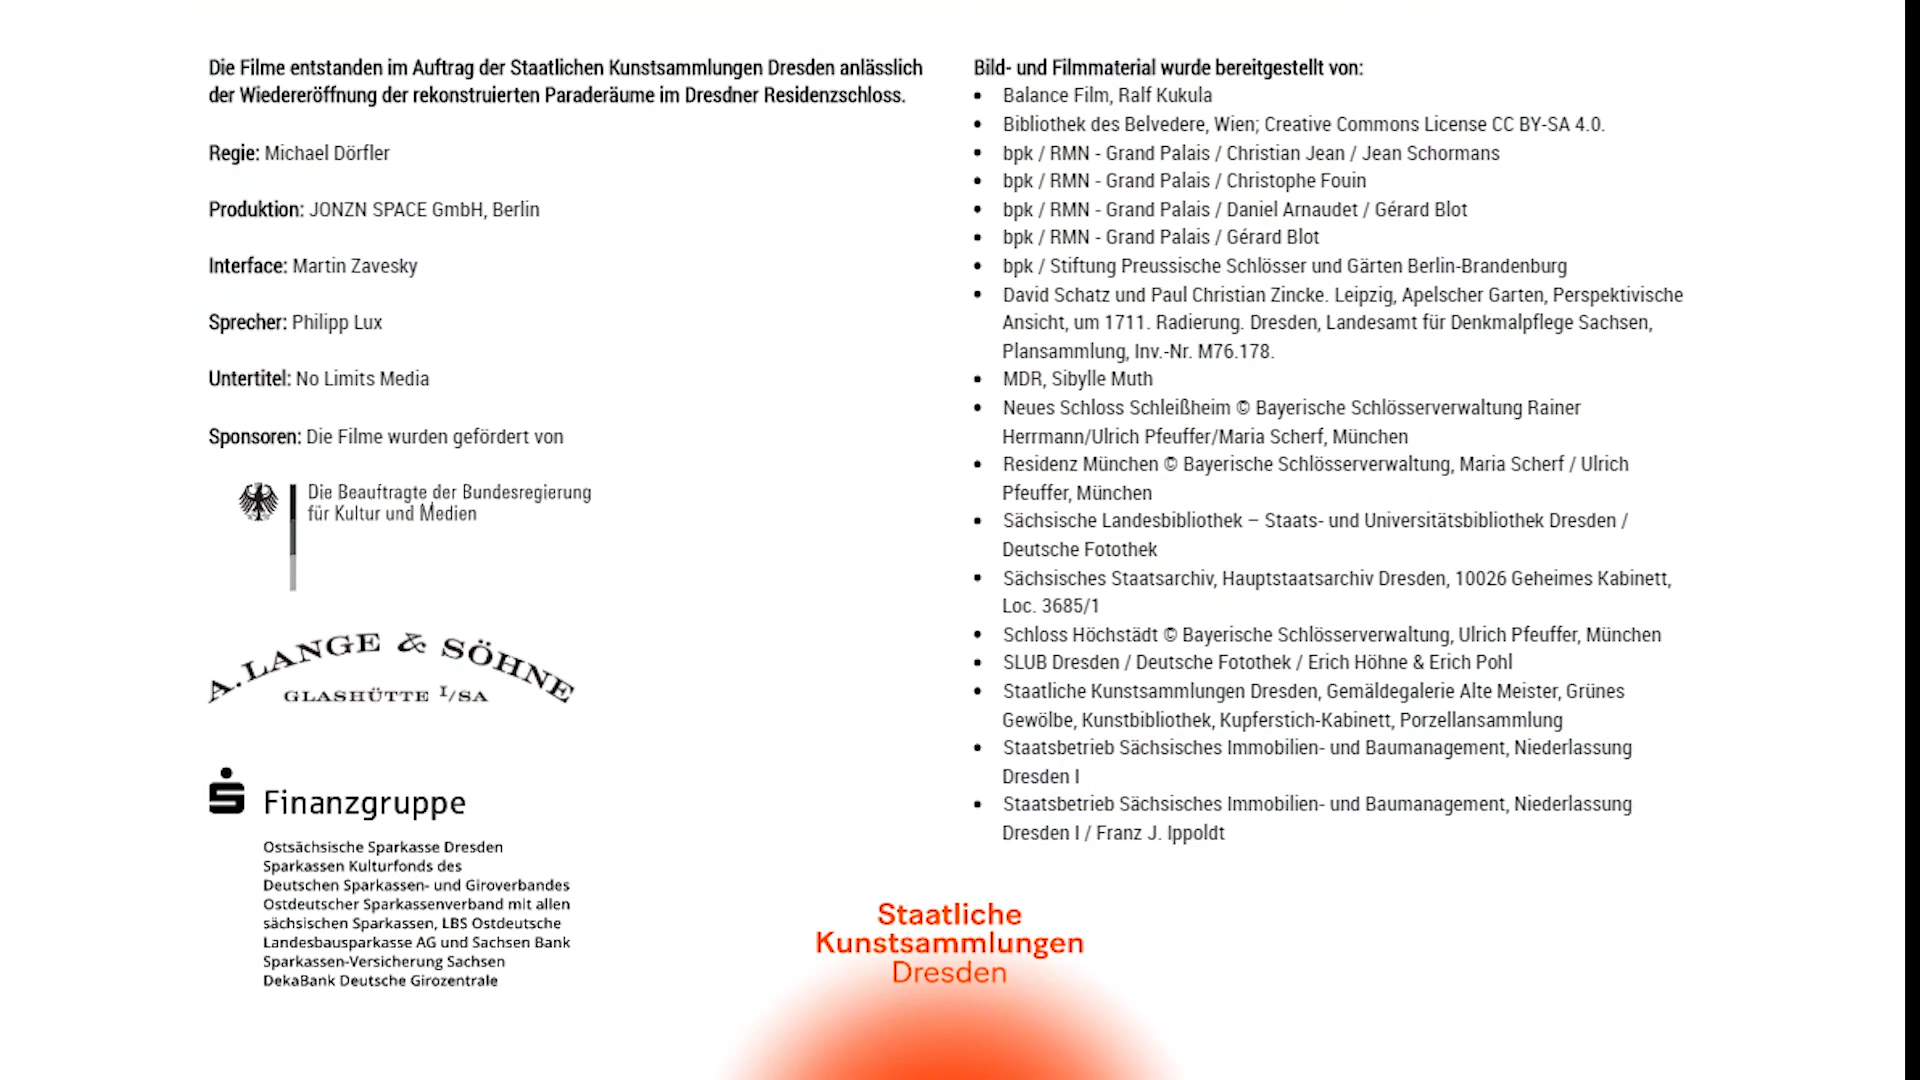 Die Filme entstanden im Auftrag der Staatlichen Kunstsammlungen Dresden anlässlich
der Wiedereröffnung der rekonstruierten Paraderäume im Dresdner Residenzschloss.
Regie: Michael Dörfler
Produktion: JONZN SPACE GmbH, Berlin
Interface: Martin Zavesky
Sprecher: Philipp Lux
Untertitel: No Limits Media
Sponsoren: Die Filme wurden gefördert von
Die Beauftragte der Bundesregierung
für Kultur und Medien
A. LANGE & SÖHNE
GLASHÜTTE I/SA
Finanzgruppe
Ostsächsische Sparkasse Dresden
Sparkassen Kulturfonds des
Deutschen Sparkassen- und Giroverbandes
Ostdeutscher Sparkassenverband mit allen
sächsischen Sparkassen, LBS Ostdeutsche
Landesbausparkasse AG und Sachsen Bank
Sparkassen-Versicherung Sachsen
DekaBank Deutsche Girozentrale
Bild- und Filmmaterial wurde bereitgestellt von:
• Balance Film, Ralf Kukula
• Bibliothek des Belvedere, Wien; Creative Commons License CC BY-SA 4.0.
• bpk / RMN - Grand Palais / Christian Jean / Jean Schormans
• bpk / RMN - Grand Palais / Christophe Fouin
• bpk / RMN - Grand Palais / Daniel Arnaudet / Gérard Blot
• bpk / RMN - Grand Palais / Gérard Blot
• bpk / Stiftung Preussische Schlösser und Gärten Berlin-Brandenburg
• David Schatz und Paul Christian Zincke. Leipzig, Apelscher Garten, Perspektivische
Ansicht, um 1711. Radierung. Dresden, Landesamt für Denkmalpflege Sachsen,
Plansammlung, Inv.-Nr. M76.178.
• MDR, Sibylle Muth
• Neues Schloss Schleißheim © Bayerische Schlösserverwaltung Rainer
Herrmann/Ulrich Pfeuffer/Maria Scherf, München
• Residenz München © Bayerische Schlösserverwaltung, Maria Scherf / Ulrich
Pfeuffer, München
• Sächsische Landesbibliothek – Staats- und Universitätsbibliothek Dresden /
Deutsche Fotothek
• Sächsisches Staatsarchiv, Hauptstaatsarchiv Dresden, 10026 Geheimes Kabinett,
Loc. 3685/1
• Schloss Höchstädt © Bayerische Schlösserverwaltung, Ulrich Pfeuffer, München
• SLUB Dresden / Deutsche Fotothek / Erich Höhne & Erich Pohl
• Staatliche Kunstsammlungen Dresden, Gemäldegalerie Alte Meister, Grünes
Gewölbe, Kunstbibliothek, Kupferstich-Kabinett, Porzellansammlung
• Staatsbetrieb Sächsisches Immobilien- und Baumanagement, Niederlassung
Dresden I
• Staatsbetrieb Sächsisches Immobilien- und Baumanagement, Niederlassung
Dresden I / Franz J. Ippoldt
Staatliche
Kunstsammlungen
Dresden